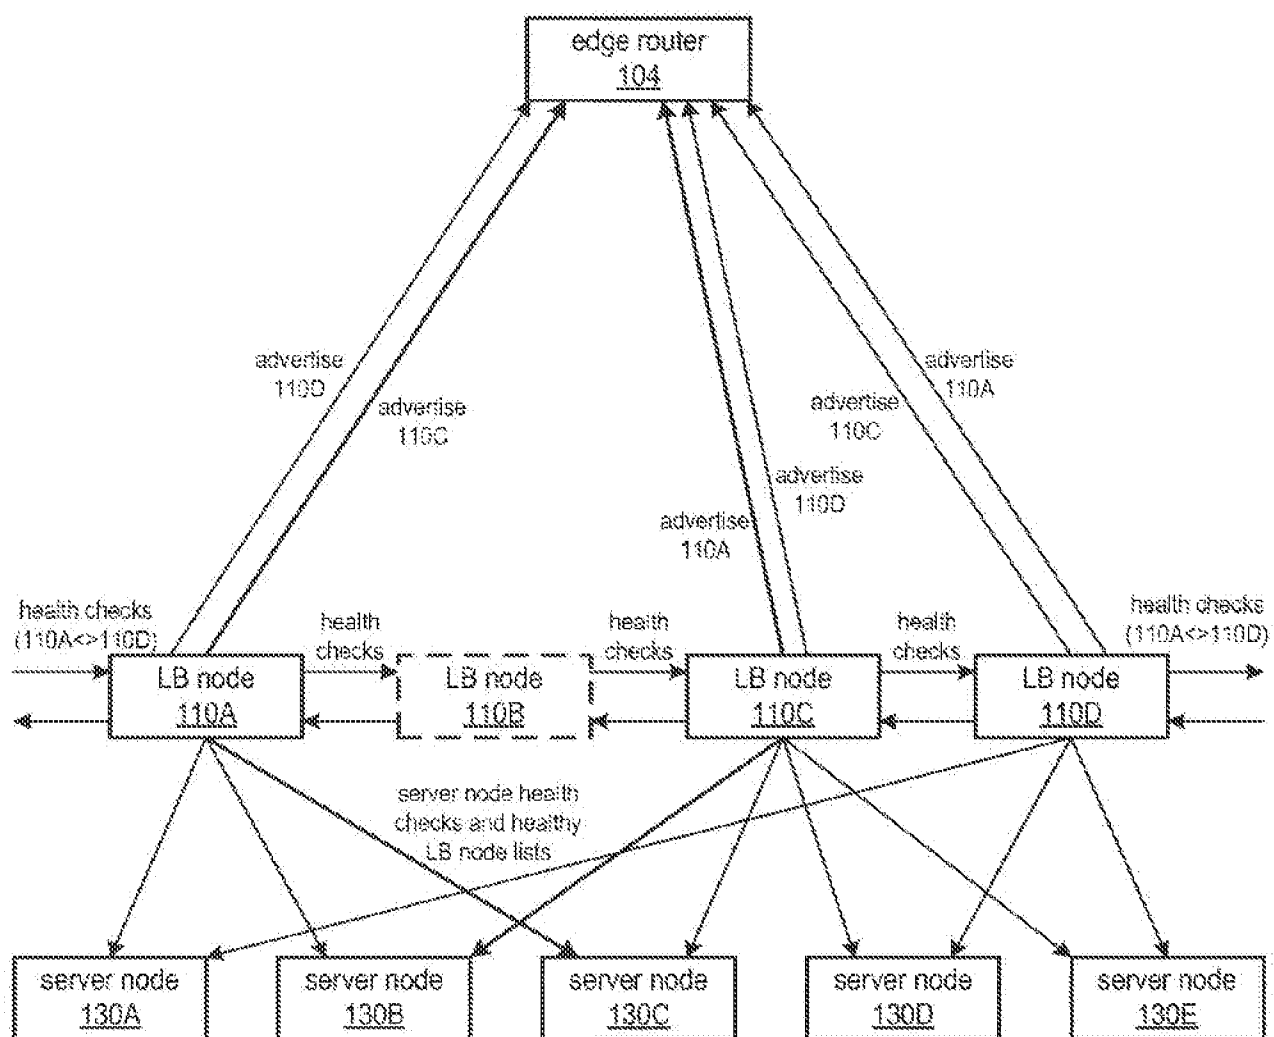 edge router
104
advertise
110D
advertise
110C
advertise
110A
advertise
110C
advertise
110D
advertise
110A
health checks
(110A<>110D)
health
checks
health
checks
health
checks
health checks
(110A<>110D)
LB node
110A
LB node
110B
LB node
110C
LB node
110D
server node health
checks and healthy
LB node lists
server node
130A
server node
130B
server node
130C
server node
130D
server node
130E